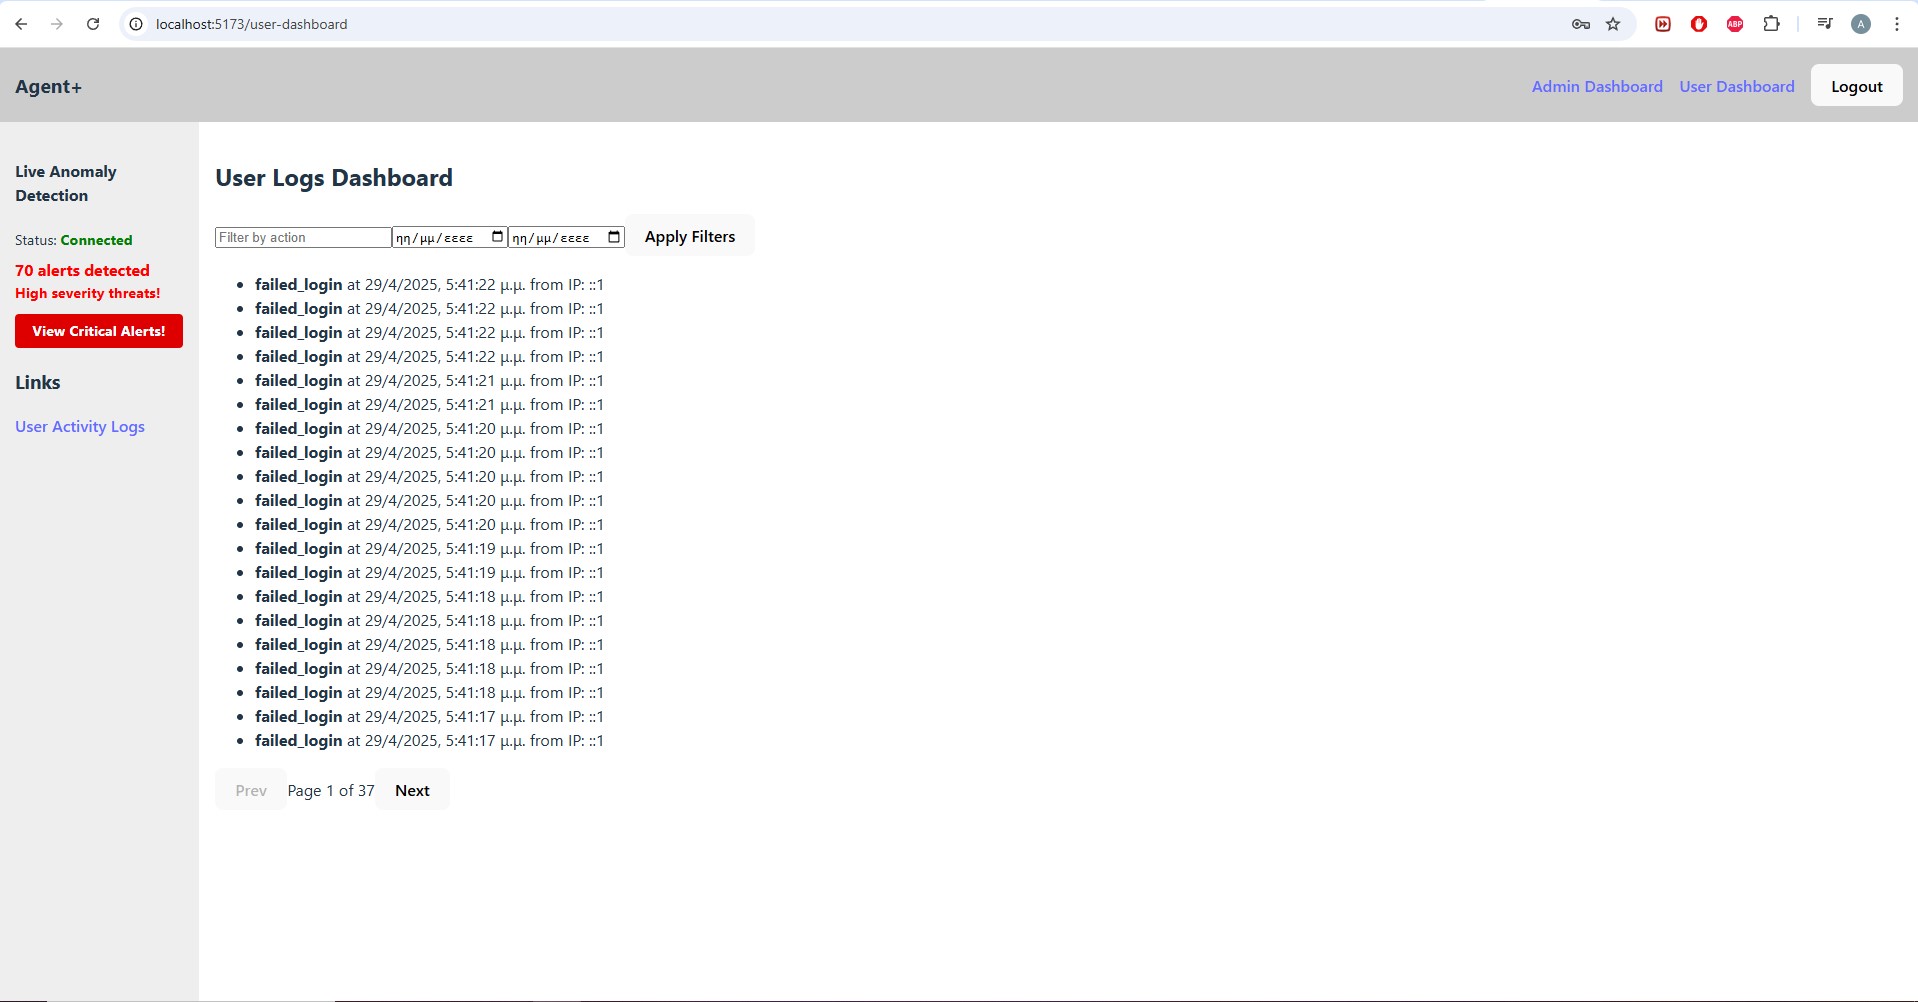 localhost:5173/user-dashboard
ABP
A
Agent+
Admin Dashboard User Dashboard Logout
Live Anomaly
Detection
Status: Connected
70 alerts detected
High severity threats!
View Critical Alerts!
Links
User Activity Logs
User Logs Dashboard
Filter by action ηη/μμ/εεεε ηη/μμ/εεεε Apply Filters
failed_login at 29/4/2025, 5:41:22 μ.μ. from IP: ::1
failed_login at 29/4/2025, 5:41:22 μ.μ. from IP: ::1
failed_login at 29/4/2025, 5:41:22 μ.μ. from IP: ::1
failed_login at 29/4/2025, 5:41:22 μ.μ. from IP: ::1
failed_login at 29/4/2025, 5:41:21 μ.μ. from IP: ::1
failed_login at 29/4/2025, 5:41:21 μ.μ. from IP: ::1
failed_login at 29/4/2025, 5:41:20 μ.μ. from IP: ::1
failed_login at 29/4/2025, 5:41:20 μ.μ. from IP: ::1
failed_login at 29/4/2025, 5:41:20 μ.μ. from IP: ::1
failed_login at 29/4/2025, 5:41:20 μ.μ. from IP: ::1
failed_login at 29/4/2025, 5:41:20 μ.μ. from IP: ::1
failed_login at 29/4/2025, 5:41:19 μ.μ. from IP: ::1
failed_login at 29/4/2025, 5:41:19 μ.μ. from IP: ::1
failed_login at 29/4/2025, 5:41:18 μ.μ. from IP: ::1
failed_login at 29/4/2025, 5:41:18 μ.μ. from IP: ::1
failed_login at 29/4/2025, 5:41:18 μ.μ. from IP: ::1
failed_login at 29/4/2025, 5:41:18 μ.μ. from IP: ::1
failed_login at 29/4/2025, 5:41:18 μ.μ. from IP: ::1
failed_login at 29/4/2025, 5:41:17 μ.μ. from IP: ::1
failed_login at 29/4/2025, 5:41:17 μ.μ. from IP: ::1
Prev Page 1 of 37 Next